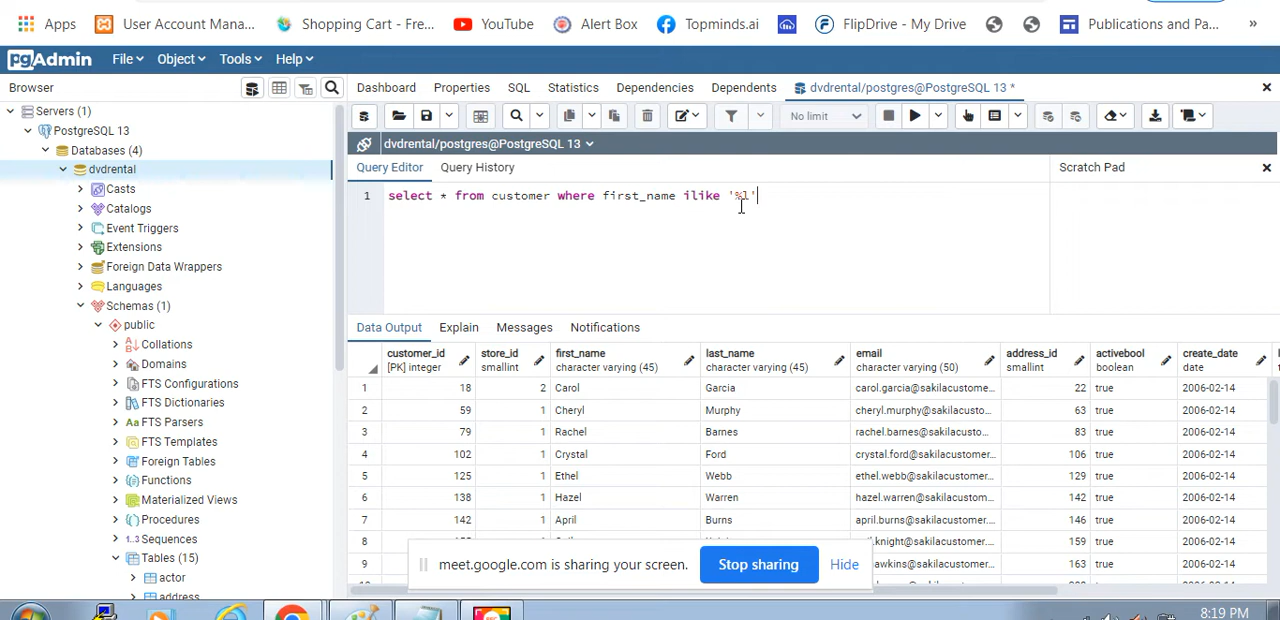 Apps User Account Mana... Shopping Cart - Fre... YouTube Alert Box Topminds.ai FlipDrive - My Drive Publications and Pa... »
pgAdmin File Object Tools Help
Browser Dashboard Properties SQL Statistics Dependencies Dependents dvdrental/postgres@PostgreSQL 13 *
Servers (1)
No limit
PostgreSQL 13
Databases (4)
dvdrental/postgres@PostgreSQL 13
dvdrental
Query Editor Query History Scratch Pad
Casts
1 select * from customer where first_name ilike '%l'
Catalogs
Event Triggers
Extensions
Foreign Data Wrappers
Languages
Schemas (1)
public
Data Output Explain Messages Notifications
Collations
customer_id store_id first_name last_name email address_id activebool create_date
[PK] integer smallint character varying (45) character varying (45) character varying (50) smallint boolean date
Domains
FTS Configurations
1 18 2 Carol Garcia carol.garcia@sakilacustome... 22 true 2006-02-14
FTS Dictionaries
2 59 1 Cheryl Murphy cheryl.murphy@sakilacusto... 63 true 2006-02-14
Aa FTS Parsers
3 79 1 Rachel Barnes rachel.barnes@sakilacusto... 83 true 2006-02-14
FTS Templates
4 102 1 Crystal Ford crystal.ford@sakilacustomer... 106 true 2006-02-14
Foreign Tables
5 125 1 Ethel Webb ethel.webb@sakilacustomer... 129 true 2006-02-14
Functions
6 138 1 Hazel Warren hazel.warren@sakilacustom... 142 true 2006-02-14
Materialized Views
7 142 1 April Burns april.burns@sakilacustomer... 146 true 2006-02-14
Procedures
8 159 true 2006-02-14
1..3 Sequences
9 163 true 2006-02-14
Tables (15)
meet.google.com is sharing your screen. Stop sharing Hide
actor
address
8:19 PM